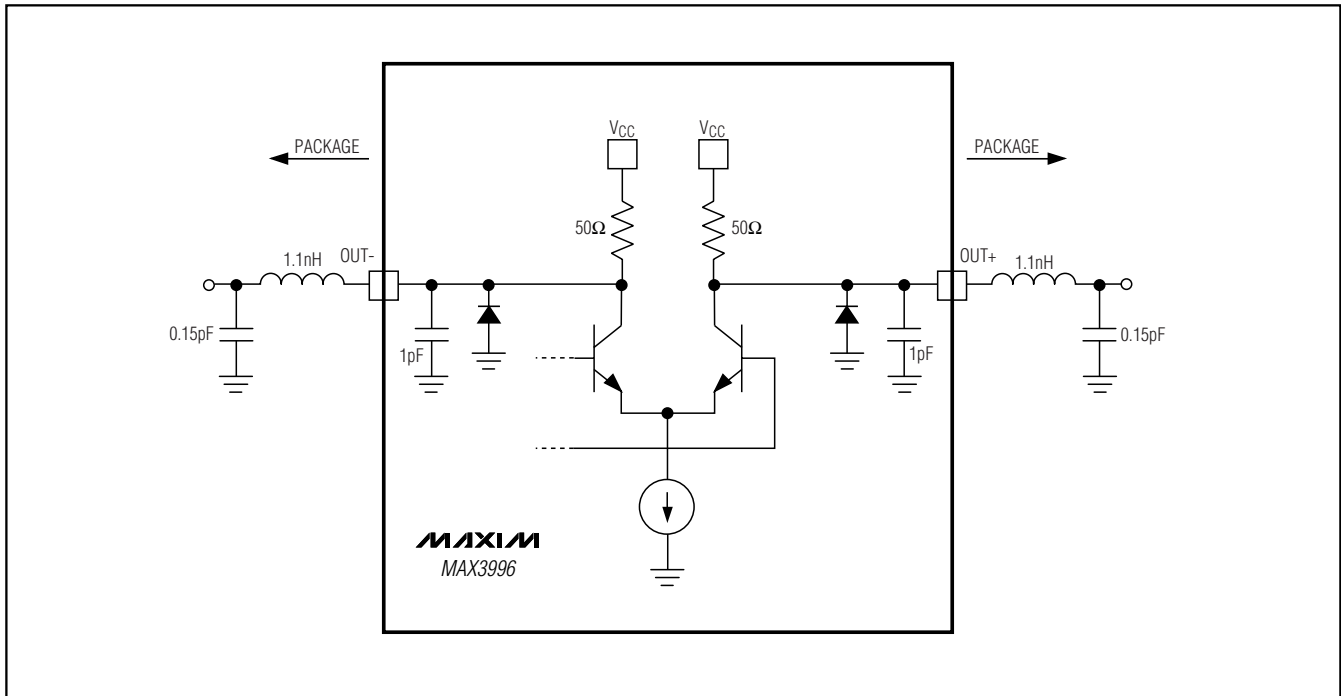 VCC VCC
PACKAGE PACKAGE
50Ω 50Ω
1.1nH OUT- OUT+ 1.1nH
0.15pF 1pF 1pF 0.15pF
MAXIM
MAX3996